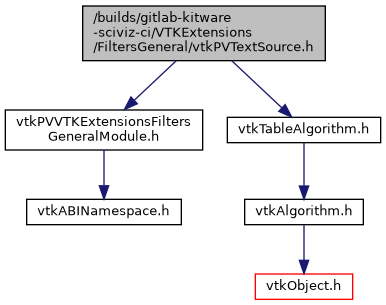 /builds/gitlab-kitware
-sciviz-ci/VTKExtensions
/FiltersGeneral/vtkPVTextSource.h
vtkPVVTKExtensionsFilters
GeneralModule.h
vtkTableAlgorithm.h
vtkABINamespace.h
vtkAlgorithm.h
vtkObject.h